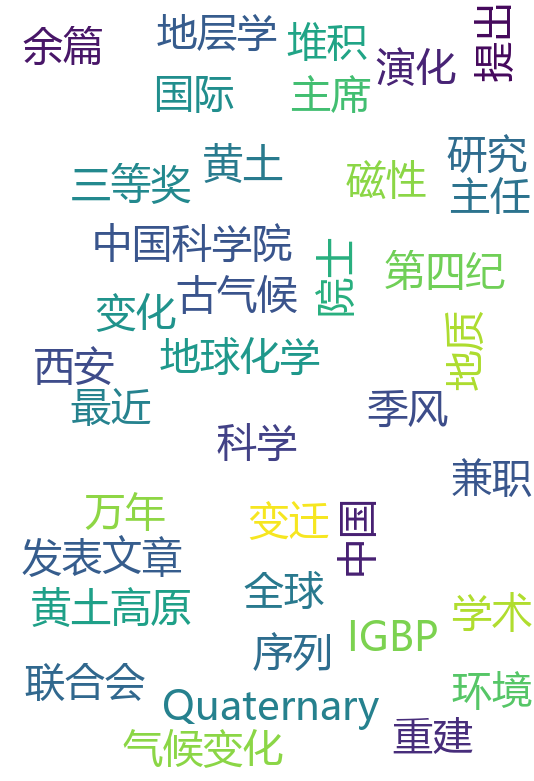 余篇
地层学
堆积
演化
提出
国际
主席
三等奖
黄土
磁性
研究
主任
中国科学院
古气候
院士
第四纪
变化
地球化学
地质
西安
最近
季风
科学
兼职
万年
变迁
中国
发表文章
全球
黄土高原
序列
IGBP
学术
联合会
Quaternary
环境
气候变化
重建